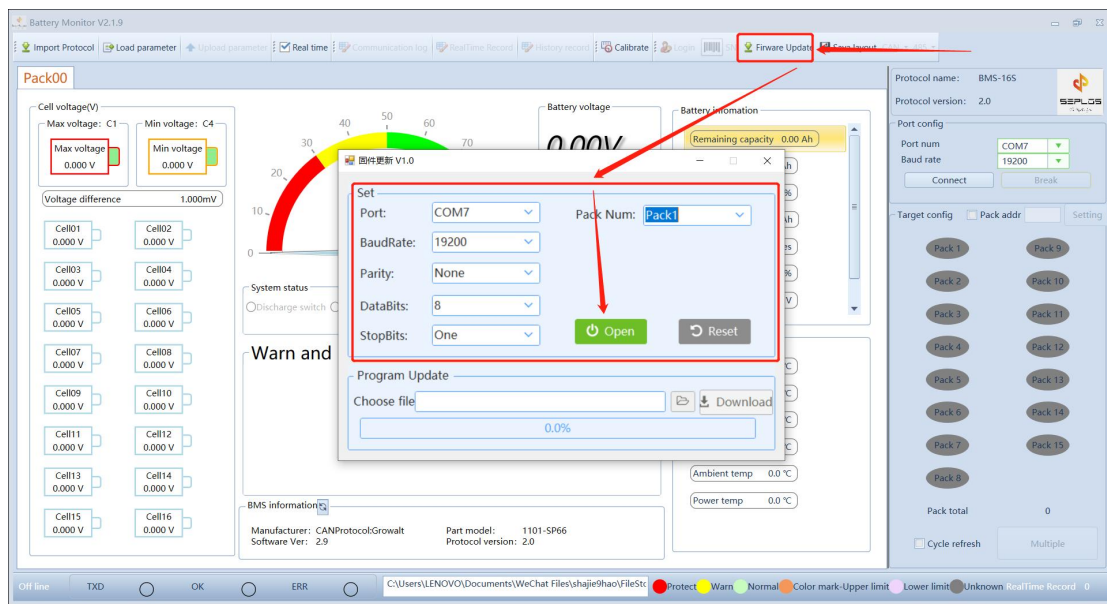 Battery Monitor V2.1.9
Import Protocol Load parameter Upload parameter Real time Communication log RealTime Record History record Calibrate Login SN Firware Update Save layout
Pack00
Cell voltage(V)
Max voltage: C1
Max voltage
0.000 V
Min voltage: C4
Min voltage
0.000 V
Voltage difference 1.000mV
Cell01
0.000 V
Cell02
0.000 V
Cell03
0.000 V
Cell04
0.000 V
Cell05
0.000 V
Cell06
0.000 V
Cell07
0.000 V
Cell08
0.000 V
Cell09
0.000 V
Cell10
0.000 V
Cell11
0.000 V
Cell12
0.000 V
Cell13
0.000 V
Cell14
0.000 V
Cell15
0.000 V
Cell16
0.000 V
0
10
20
30
40
50
60
70
Battery voltage
0.00V
System status
Discharge switch
Warn and
BMS information
Manufacturer: CANProtocol:Growalt Part model: 1101-SP66
Software Ver: 2.9 Protocol version: 2.0
Battery infomation
Remaining capacity 0.00 Ah
Ah
%
Ah
es
%
V
℃
℃
℃
℃
Ambient temp 0.0 ℃
Power temp 0.0 ℃
固件更新 V1.0
Set
Port: COM7
Pack Num: Pack1
BaudRate: 19200
Parity: None
DataBits: 8
StopBits: One
Open Reset
Program Update
Choose file Download
0.0%
Protocol name: BMS-16S
Protocol version: 2.0
SEPLOS
Port config
Port num COM7
Baud rate 19200
Connect Break
Target config Pack addr Setting
Pack 1 Pack 9
Pack 2 Pack 10
Pack 3 Pack 11
Pack 4 Pack 12
Pack 5 Pack 13
Pack 6 Pack 14
Pack 7 Pack 15
Pack 8
Pack total 0
Cycle refresh Multiple
Off line TXD OK ERR C:\Users\LENOVO\Documents\WeChat Files\shajie9hao\FileStc Protect Warn Normal Color mark-Upper limit Lower limit Unknown RealTime Record 0